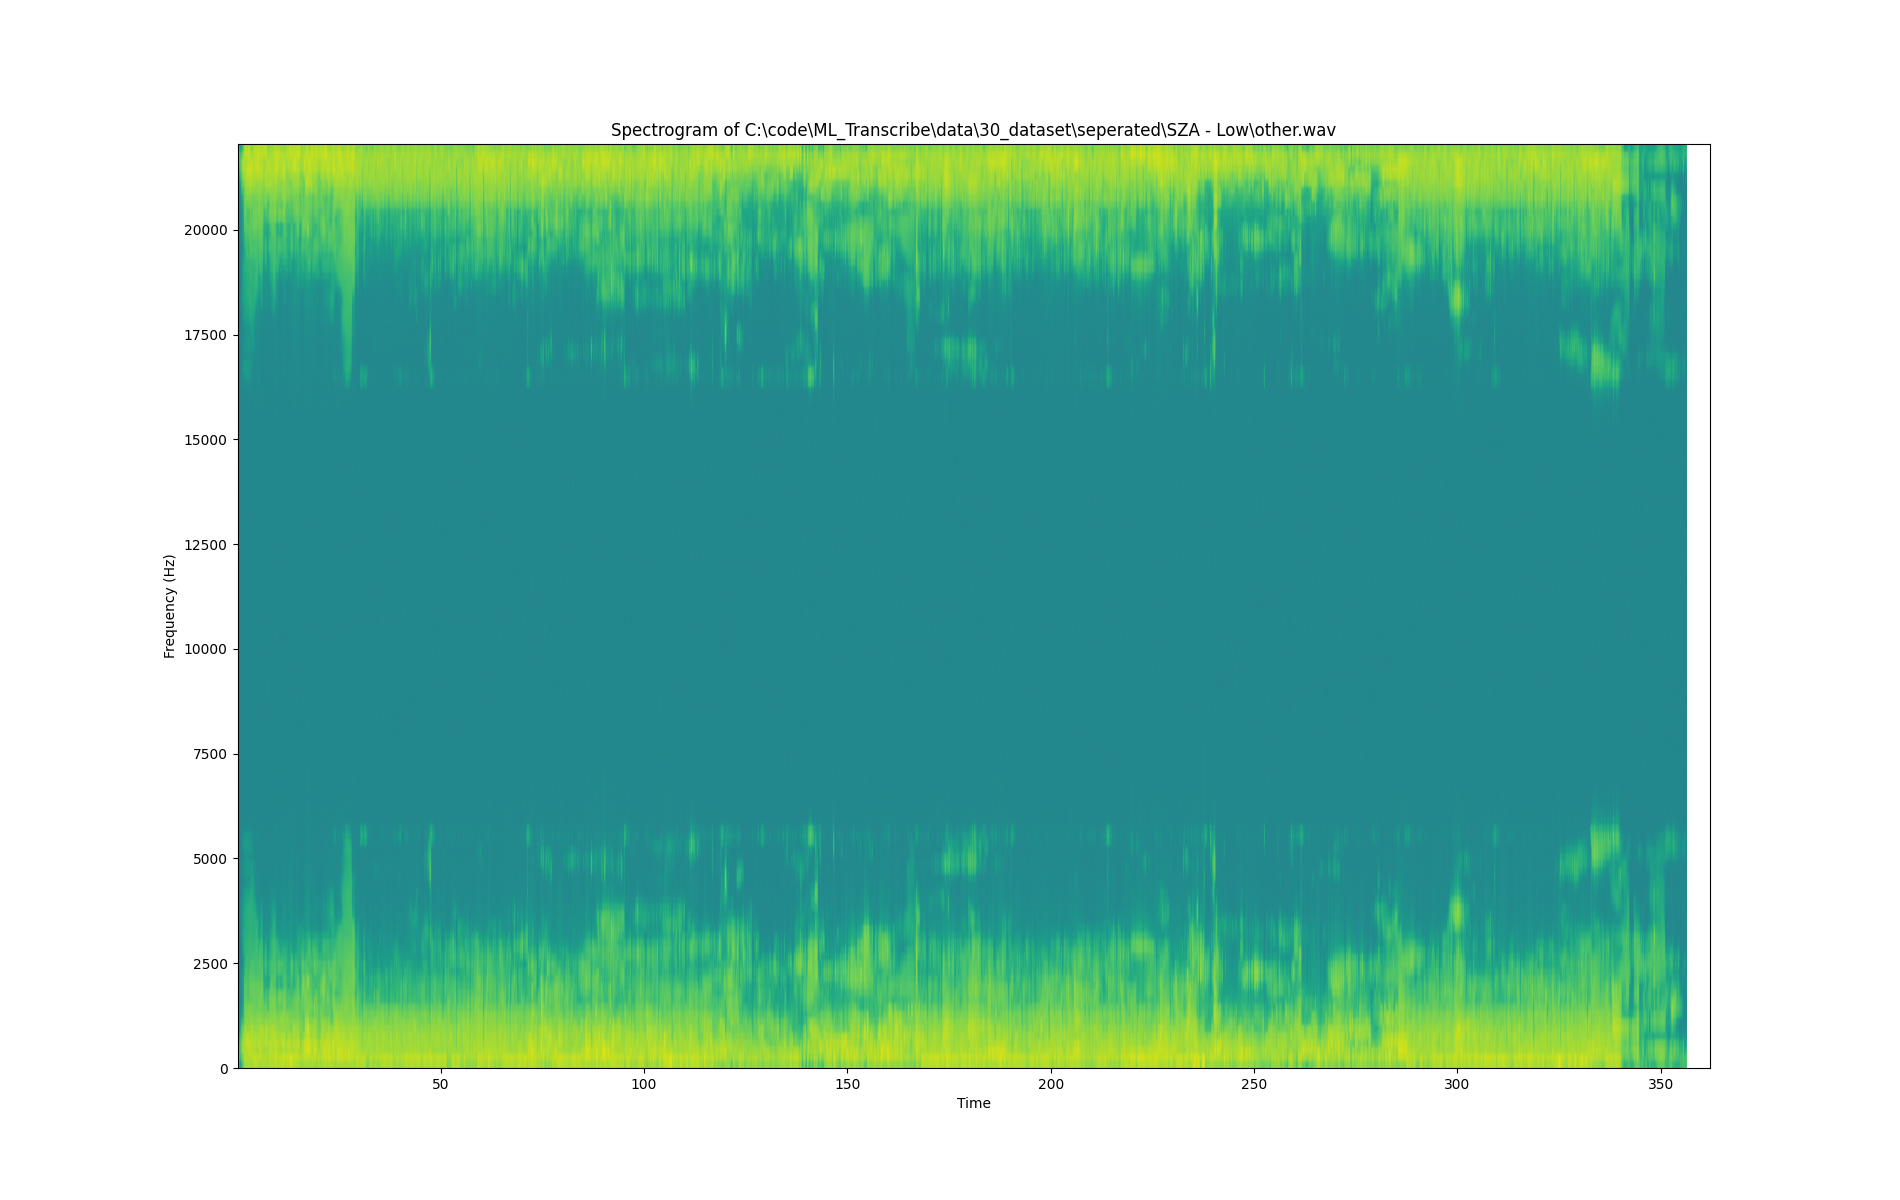 Spectrogram of C:\code\ML_Transcribe\data\30_dataset\seperated\SZA - Low\other.wav
Frequency (Hz)
20000
17500
15000
12500
10000
7500
5000
2500
0
50 100 150 200 250 300 350
Time